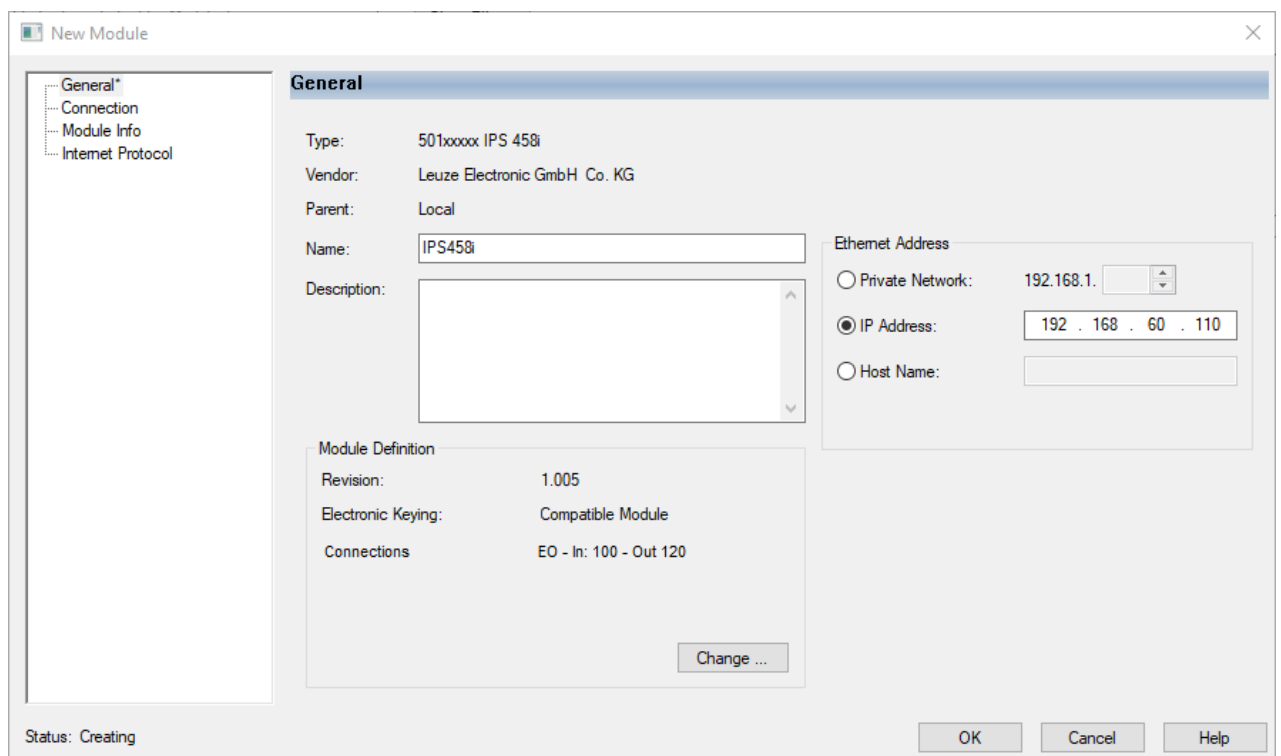 New Module
General*
Connection
Module Info
Internet Protocol
General
Type: 501xxxxx IPS 458i
Vendor: Leuze Electronic GmbH Co. KG
Parent: Local
Name: IPS458i
Description:
Ethernet Address
Private Network: 192.168.1.
IP Address: 192 . 168 . 60 . 110
Host Name:
Module Definition
Revision: 1.005
Electronic Keying: Compatible Module
Connections EO - In: 100 - Out 120
Change ...
Status: Creating
OK Cancel Help